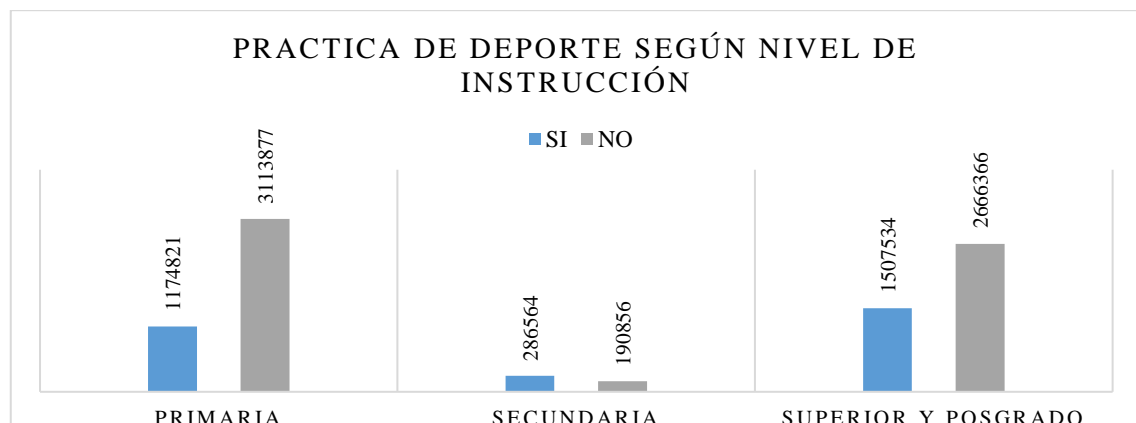 PRACTICA DE DEPORTE SEGÚN NIVEL DE
INSTRUCCIÓN
SI NO
1174821
3113877
286564
190856
1507534
2666366
PRIMARIA SECUNDARIA SUPERIOR Y POSGRADO